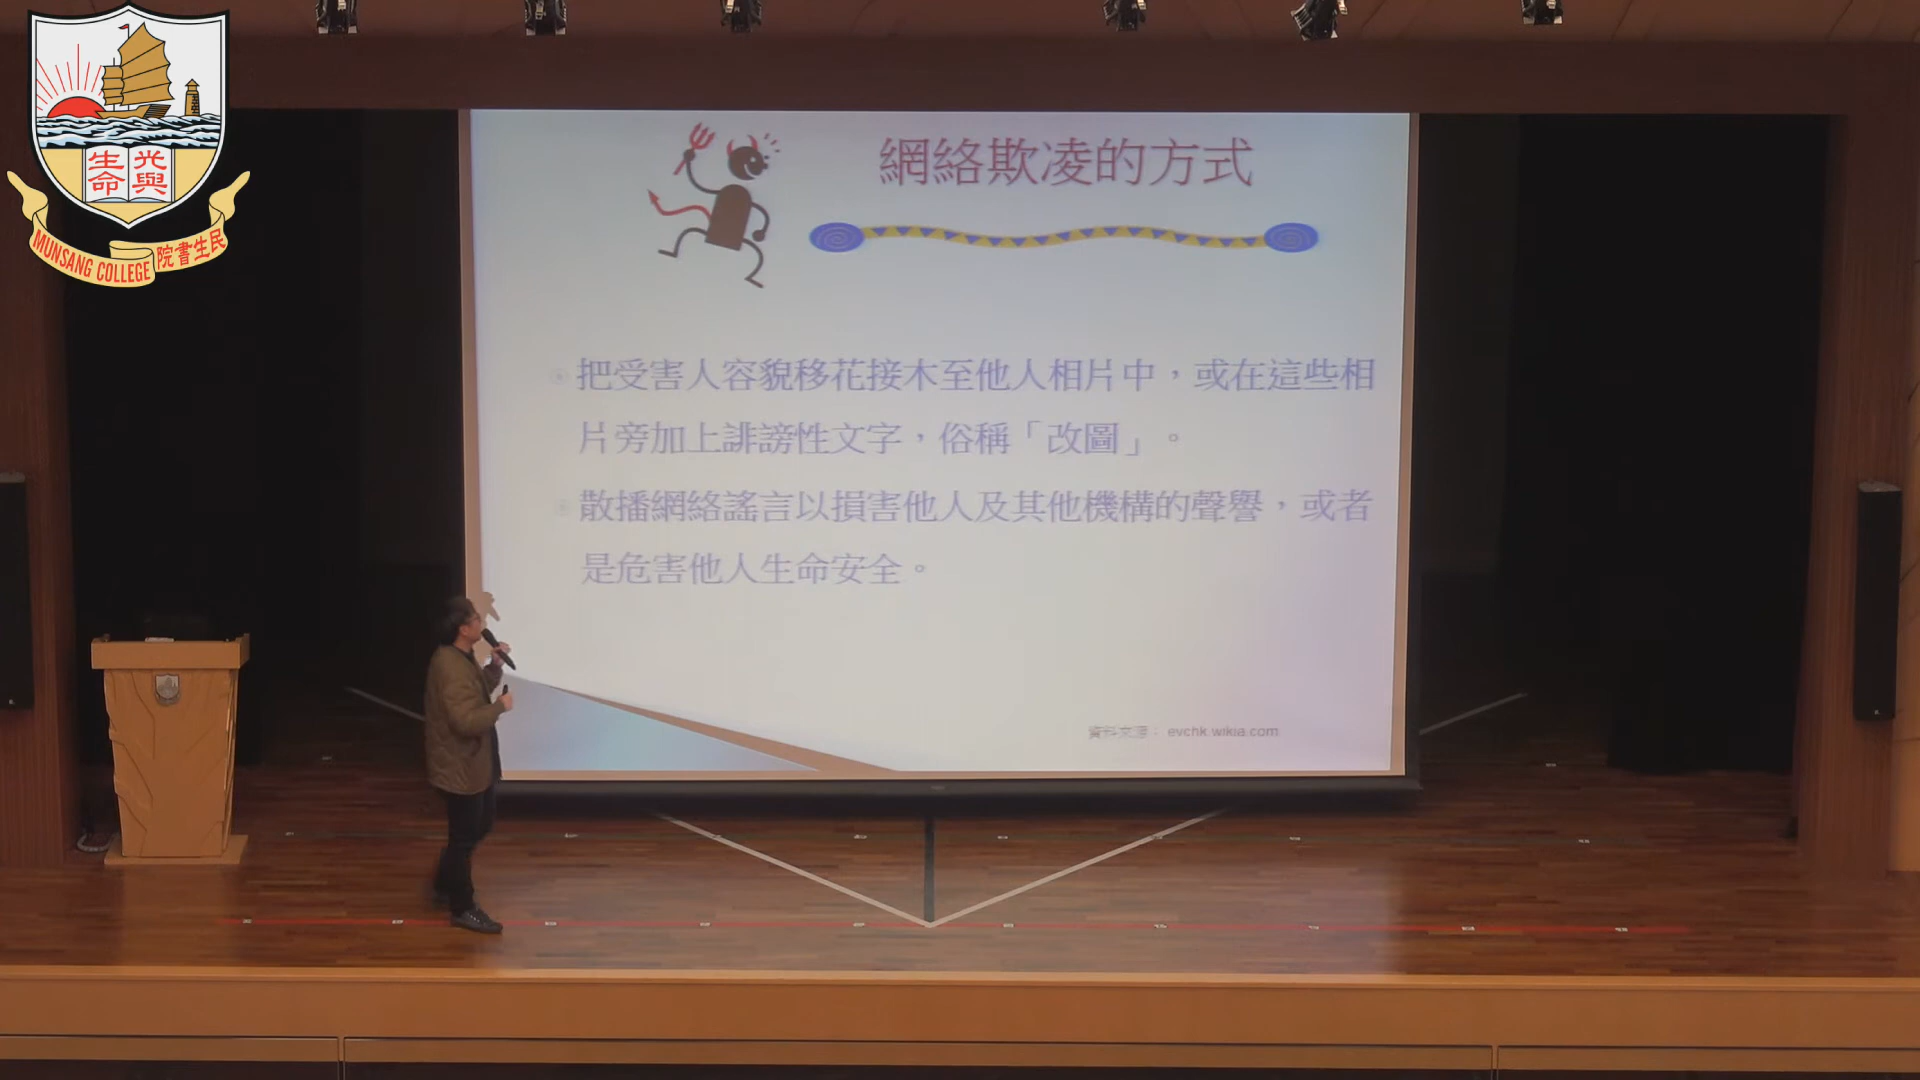 生命
光與
MUNSANG COLLEGE 院書生民
網絡欺凌的方式
把受害人容貌移花接木至他人相片中，或在這些相
片旁加上誹謗性文字，俗稱「改圖」。
散播網絡謠言以損害他人及其他機構的聲譽，或者
是危害他人生命安全。
資料來源： evchk.wikia.com